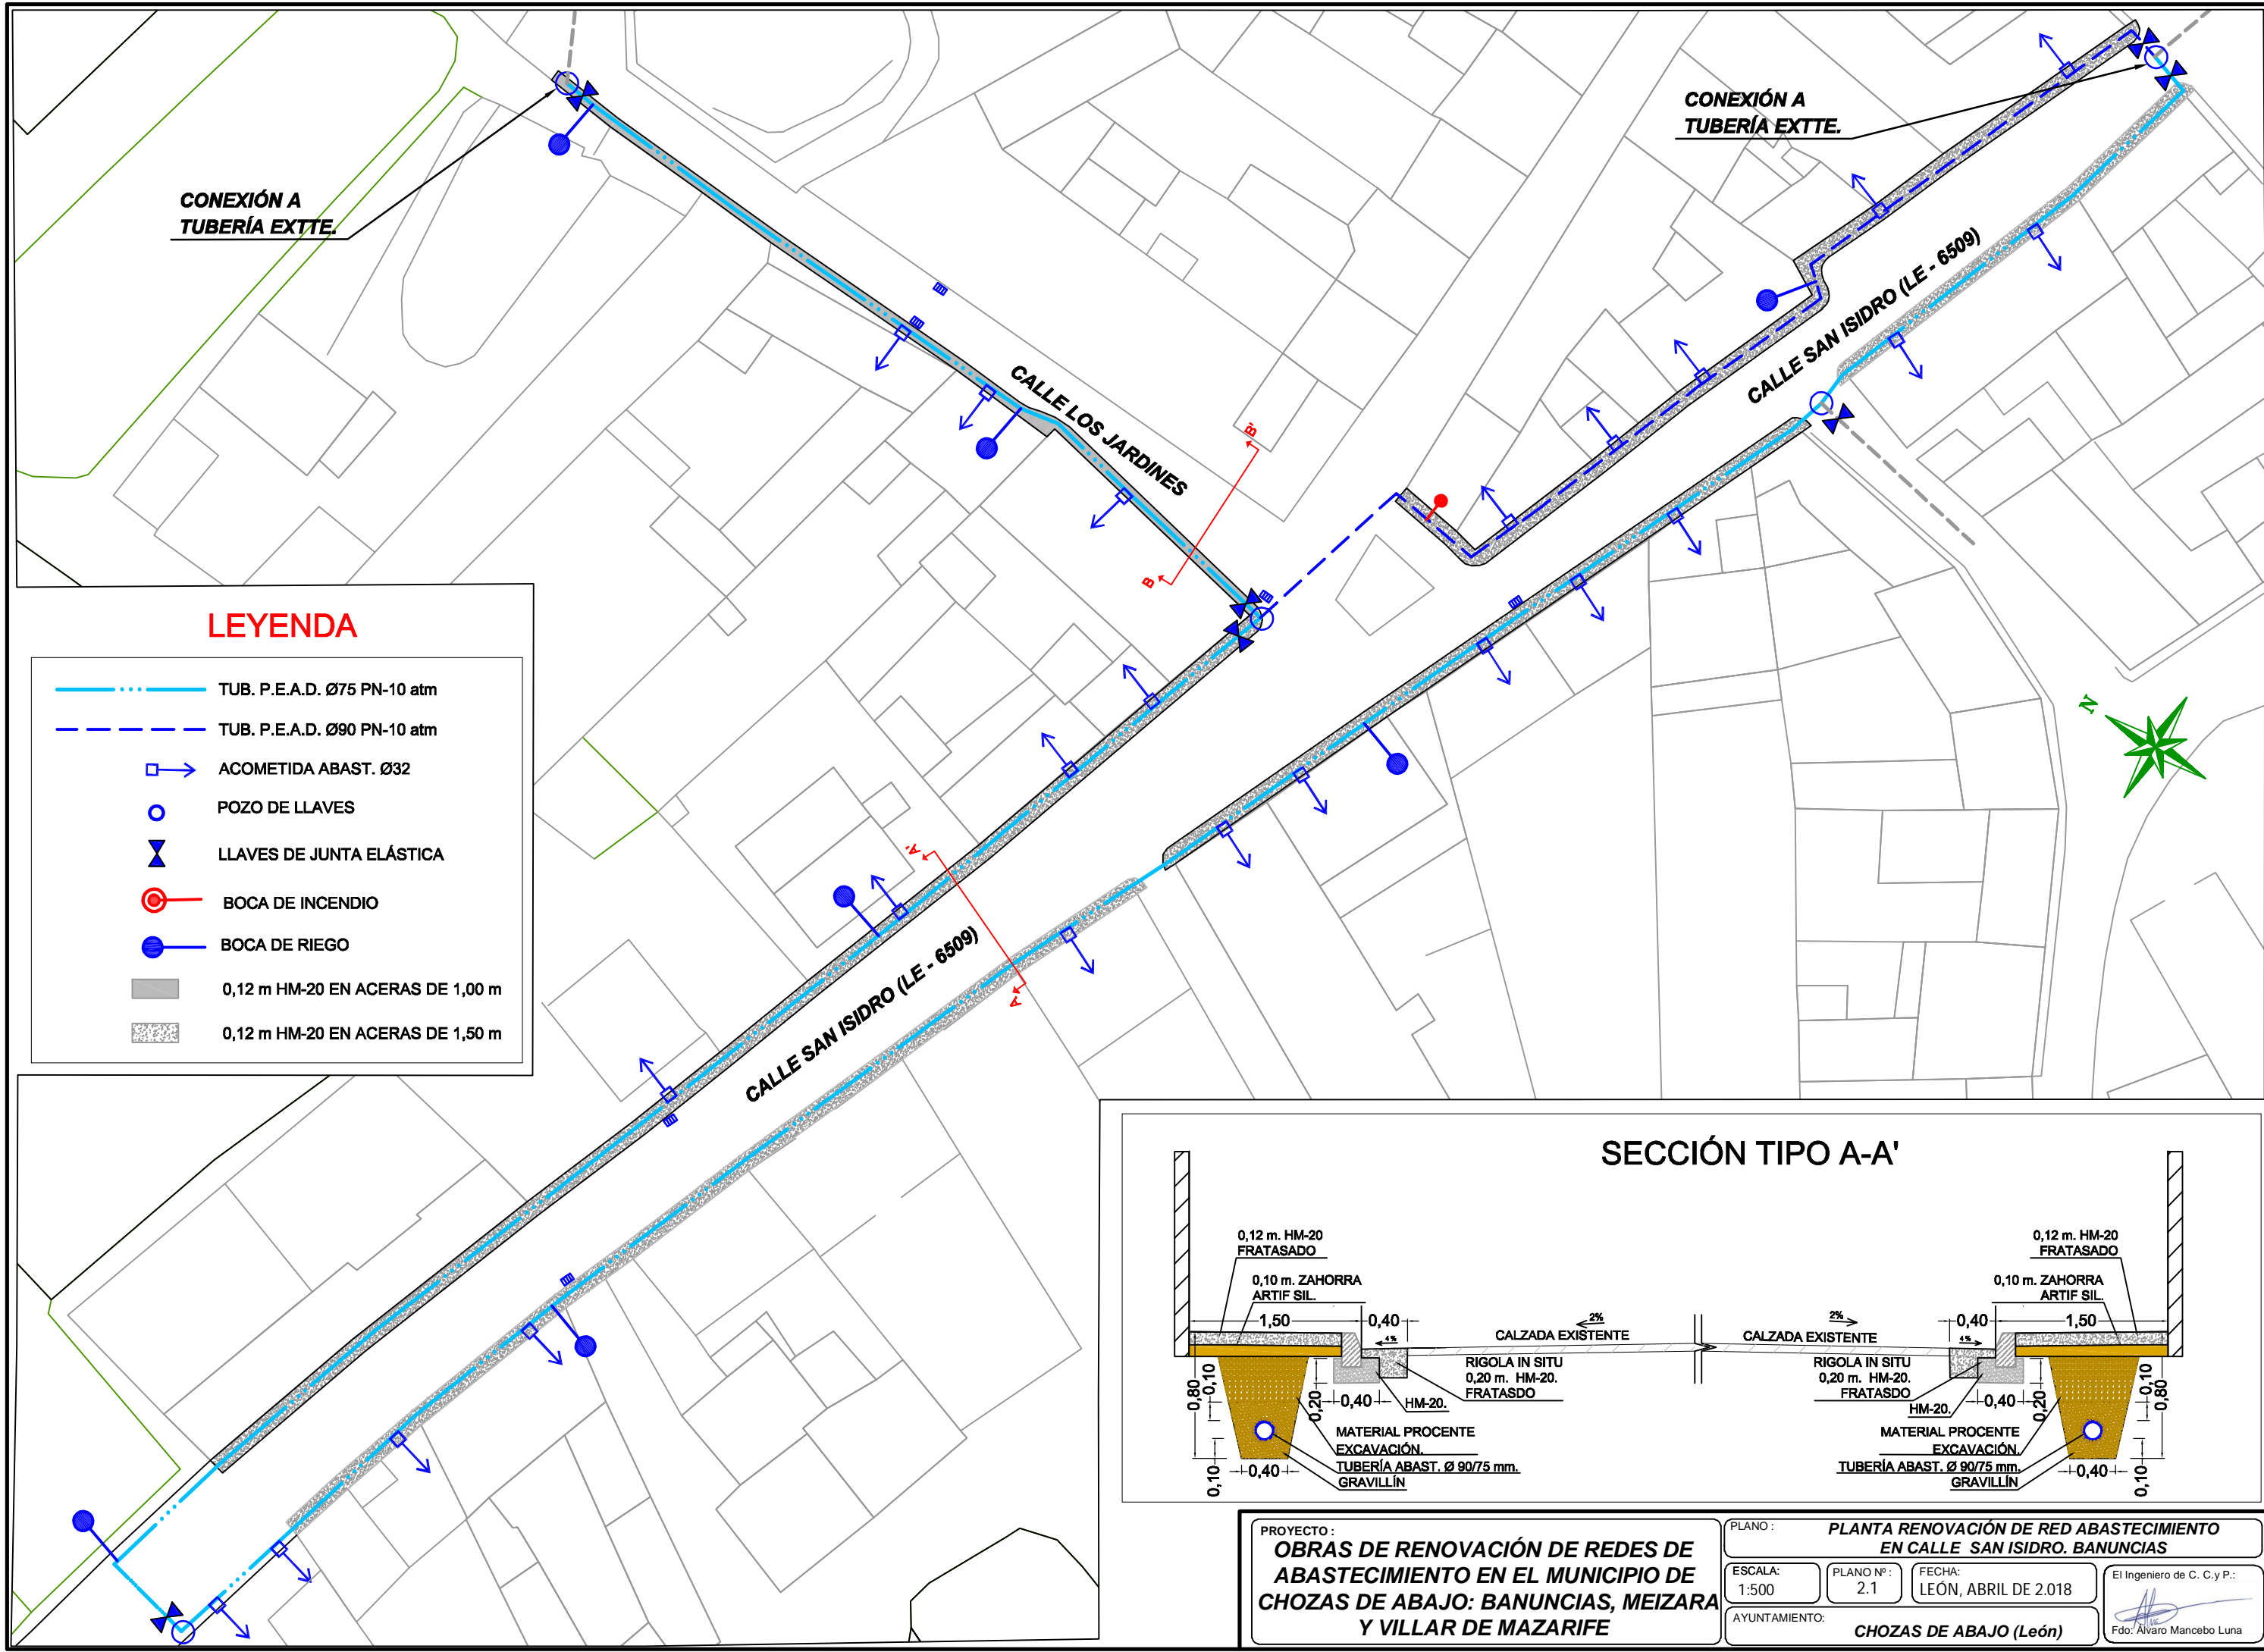 CONEXIÓN A
TUBERÍA EXTTE.
CONEXIÓN A
TUBERÍA EXTTE.
CALLE LOS JARDINES
CALLE SAN ISIDRO (LE - 6509)
B'
B
N
LEYENDA
TUB. P.E.A.D. Ø75 PN-10 atm
TUB. P.E.A.D. Ø90 PN-10 atm
ACOMETIDA ABAST. Ø32
POZO DE LLAVES
LLAVES DE JUNTA ELÁSTICA
BOCA DE INCENDIO
BOCA DE RIEGO
0,12 m HM-20 EN ACERAS DE 1,00 m
0,12 m HM-20 EN ACERAS DE 1,50 m
A'
A
CALLE SAN ISIDRO (LE - 6509)
SECCIÓN TIPO A-A'
0,12 m. HM-20
FRATASADO
0,10 m. ZAHORRA
ARTIF SIL.
1,50
0,40
4%
2%
CALZADA EXISTENTE
RIGOLA IN SITU
0,20 m. HM-20.
FRATASDO
HM-20.
0,80
0,10
0,20
0,40
MATERIAL PROCENTE
EXCAVACIÓN.
TUBERÍA ABAST. Ø 90/75 mm.
GRAVILLÍN
0,10
0,40
0,12 m. HM-20
FRATASADO
0,10 m. ZAHORRA
ARTIF SIL.
2%
0,40
1,50
4%
CALZADA EXISTENTE
RIGOLA IN SITU
0,20 m. HM-20.
FRATASDO
HM-20.
0,40
0,20
0,10
0,80
MATERIAL PROCENTE
EXCAVACIÓN.
TUBERÍA ABAST. Ø 90/75 mm.
GRAVILLÍN
0,40
0,10
PROYECTO :
OBRAS DE RENOVACIÓN DE REDES DE
ABASTECIMIENTO EN EL MUNICIPIO DE
CHOZAS DE ABAJO: BANUNCIAS, MEIZARA
Y VILLAR DE MAZARIFE
PLANO :
PLANTA RENOVACIÓN DE RED ABASTECIMIENTO
EN CALLE SAN ISIDRO. BANUNCIAS
ESCALA:
1:500
PLANO Nº :
2.1
FECHA:
LEÓN, ABRIL DE 2.018
AYUNTAMIENTO:
CHOZAS DE ABAJO (León)
El Ingeniero de C. C.y P.:
Fdo: Álvaro Mancebo Luna